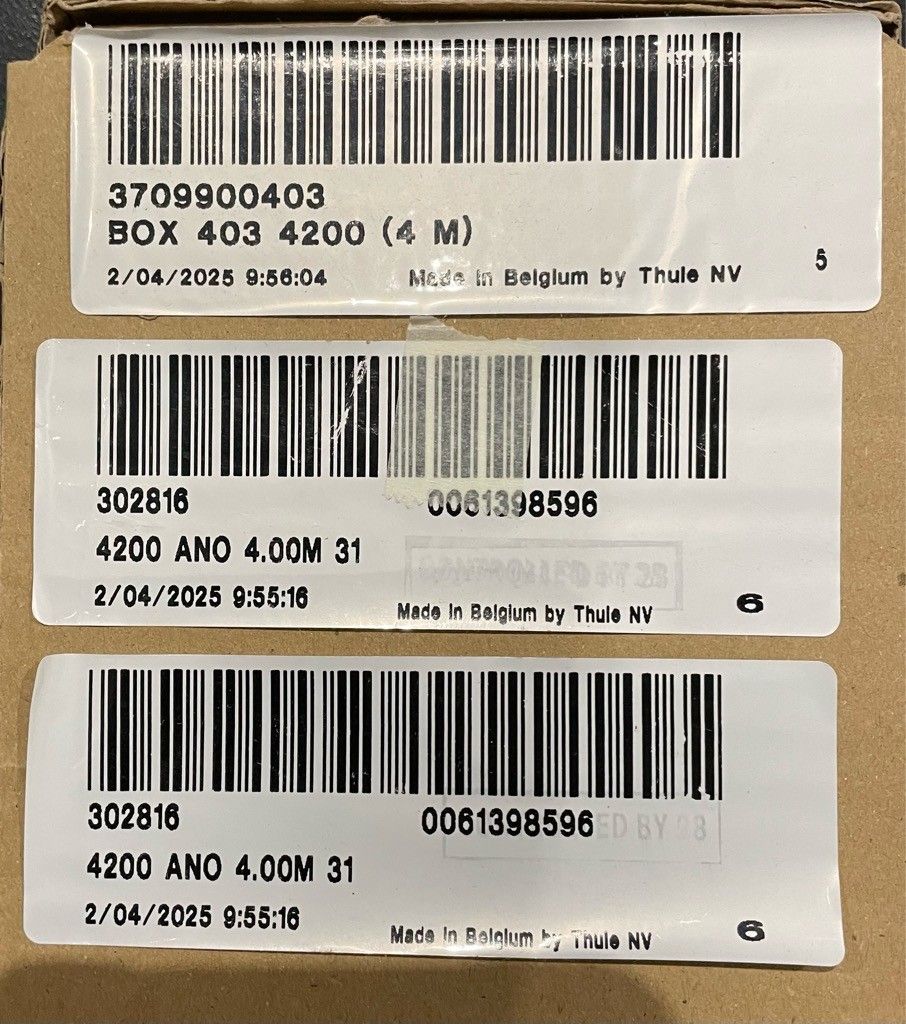 3709900403
BOX 403 4200 (4 M)
2/04/2025 9:56:04 Made in Belgium by Thule NV 5
302816 0061398596
4200 ANO 4.00M 31
2/04/2025 9:55:16 Made in Belgium by Thule NV 6
302816 0061398596 ED BY
4200 ANO 4.00M 31
2/04/2025 9:55:16 Made in Belgium by Thule NV 6